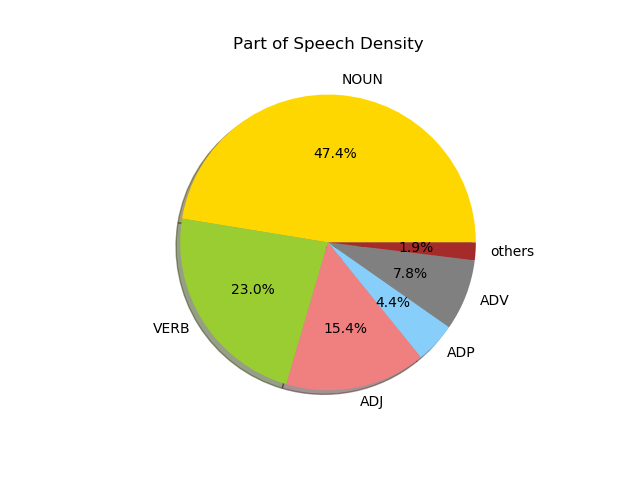 Part of Speech Density
NOUN
47.4%
others
1.9%
7.8%
23.0%
ADV
4.4%
VERB
15.4%
ADP
ADJ